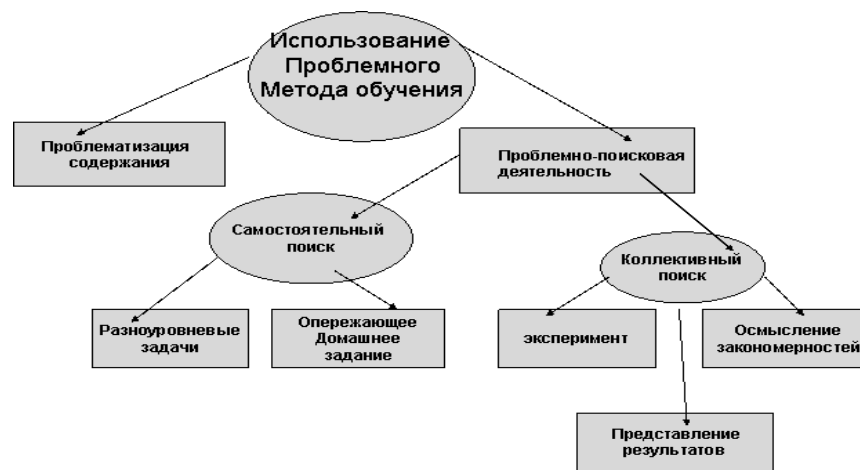 Использование
Проблемного
Метода обучения
Проблематизация
содержания
Проблемно-поисковая
деятельность
Самостоятельный
поиск
Коллективный
поиск
Разноуровневые
задачи
Опережающее
Домашнее
задание
эксперимент
Осмысление
закономерностей
Представление
результатов